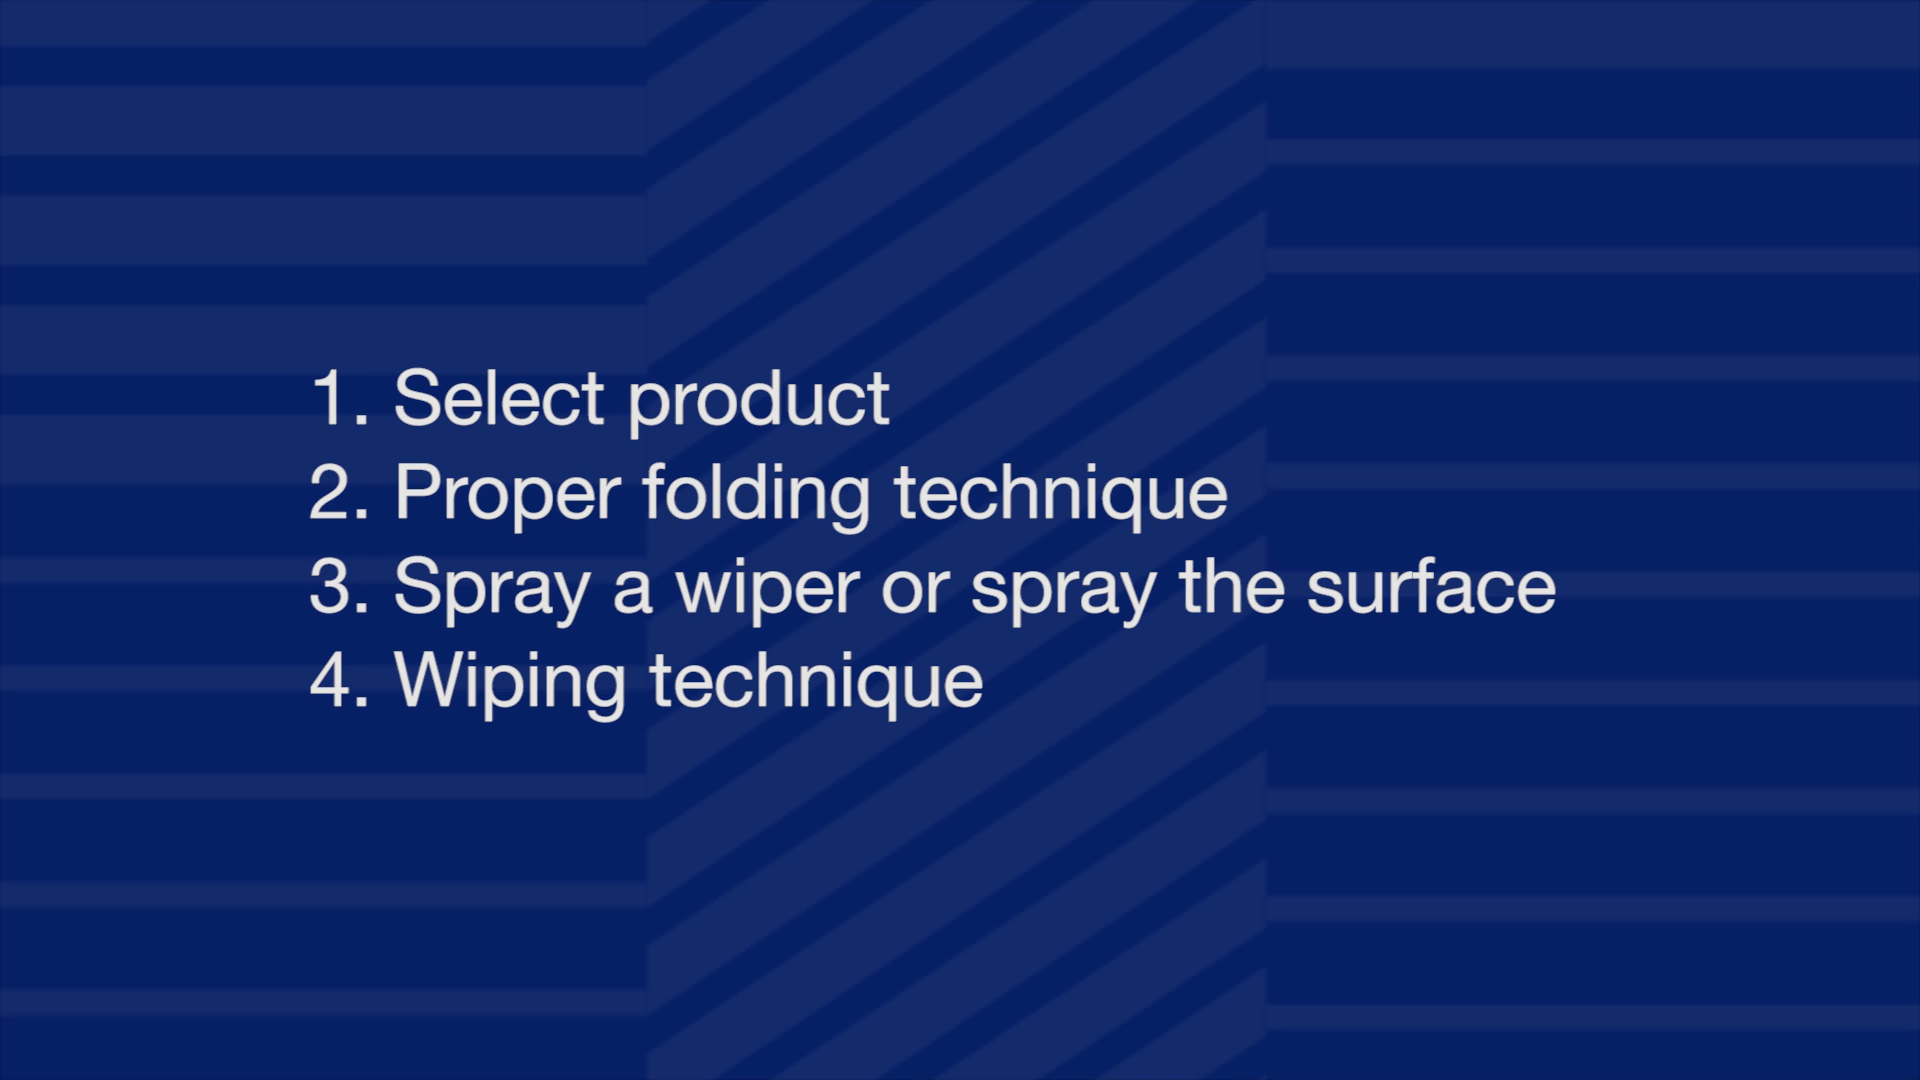 1. Select product
2. Proper folding technique
3. Spray a wiper or spray the surface
4. Wiping technique